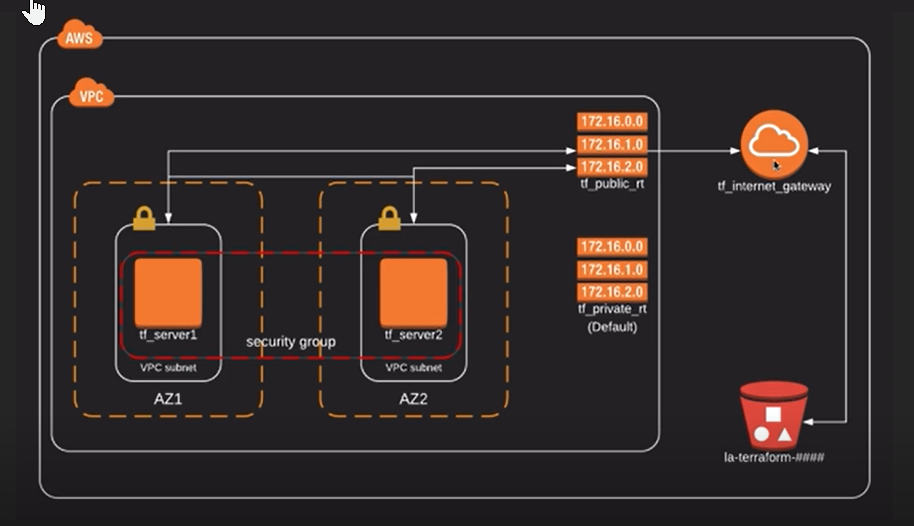 AWS
VPC
172.16.0.0
172.16.1.0
172.16.2.0
tf_public_rt
tf_internet_gateway
172.16.0.0
172.16.1.0
172.16.2.0
tf_private_rt
(Default)
tf_server1
tf_server2
security group
VPC subnet
VPC subnet
AZ1
AZ2
la-terraform-####